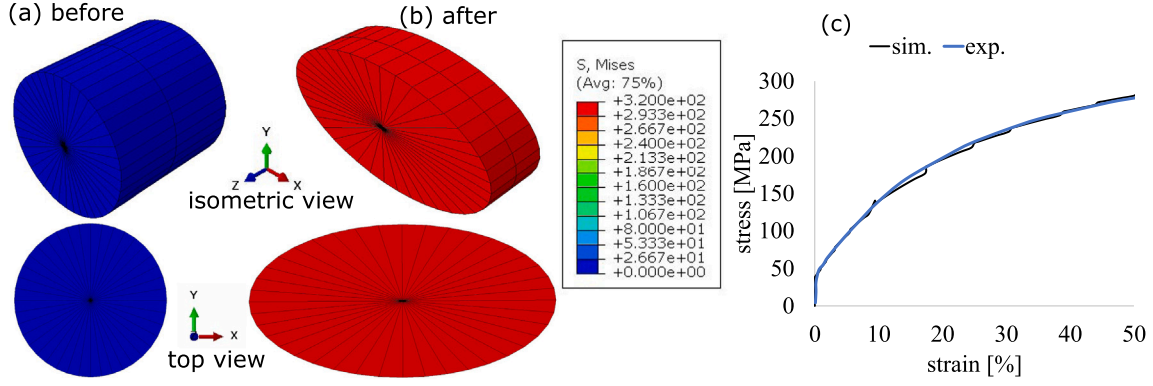 (a) before
(b) after
Y
Z
X
isometric view
Y
X
top view
S, Mises
(Avg: 75%)
+3.200e+02
+2.933e+02
+2.667e+02
+2.400e+02
+2.133e+02
+1.867e+02
+1.600e+02
+1.333e+02
+1.067e+02
+8.000e+01
+5.333e+01
+2.667e+01
+0.000e+00
(c)
sim. exp.
stress [MPa]
300
250
200
150
100
50
0
0 10 20 30 40 50
strain [%]